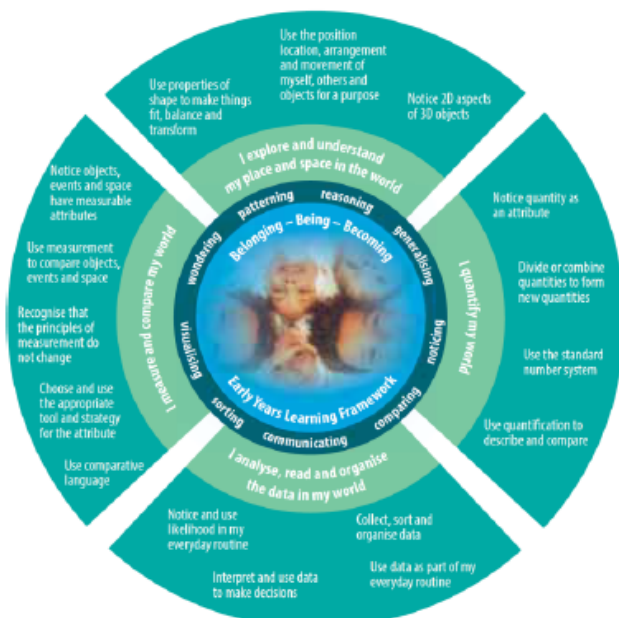 Use the position
location, arrangement
and movement of
myself, others and
objects for a purpose
Use properties of
shape to make things
fit, balance and
transform
Notice 2D aspects
of 3D objects
I explore and understand
my place and space in the world
Notice quantity as
an attribute
Divide or combine
quantities to form
new quantities
Use the standard
number system
Use quantification to
describe and compare
I quantify my world
Collect, sort and
organise data
Use data as part of my
everyday routine
Interpret and use data
to make decisions
Notice and use
likelihood in my
everyday routine
I analyse, read and organise
the data in my world
Notice objects,
events and space
have measurable
attributes
Use measurement
to compare objects,
events and space
Recognise that
the principles of
measurement do
not change
Choose and use
the appropriate
tool and strategy
for the attribute
Use comparative
language
I measure and compare my world
wondering
patterning
reasoning
generalising
noticing
comparing
communicating
sorting
visualising
Belonging – Being – Becoming
Early Years Learning Framework